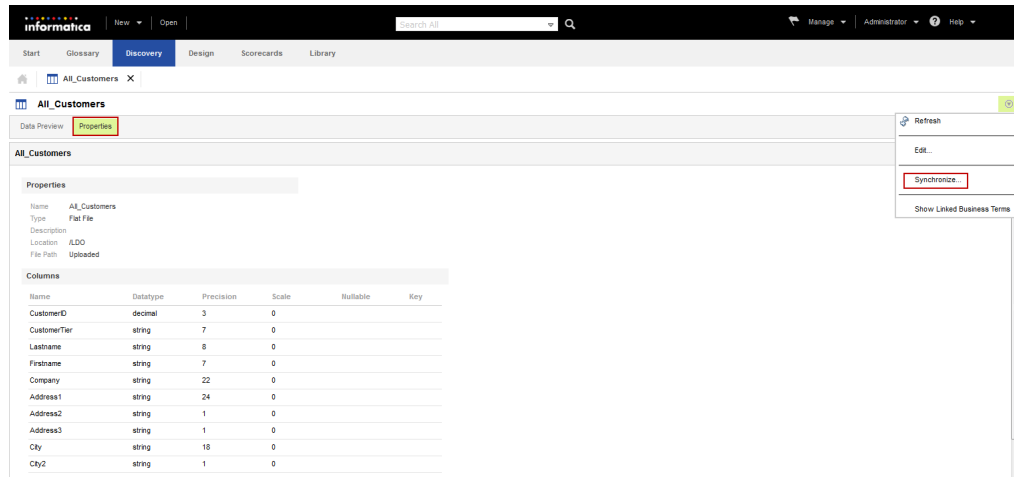 informatica New Open Search All Manage Administrator ? Help
Start Glossary Discovery Design Scorecards Library
All_Customers X
All_Customers
Data Preview Properties
Refresh
Edit...
Synchronize...
Show Linked Business Terms
All_Customers
Properties
Name All_Customers
Type Flat File
Description
Location /LDO
File Path Uploaded
Columns
Name Datatype Precision Scale Nullable Key
CustomerID decimal 3 0
CustomerTier string 7 0
Lastname string 8 0
Firstname string 7 0
Company string 22 0
Address1 string 24 0
Address2 string 1 0
Address3 string 1 0
City string 18 0
City2 string 1 0